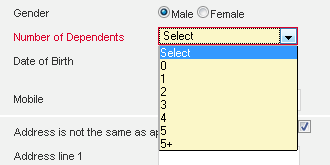 Gender Male Female
Number of Dependents Select
Select
Date of Birth 0
1
2
Mobile 3
4
Address is not the same as ap
5
Address line 1 5+